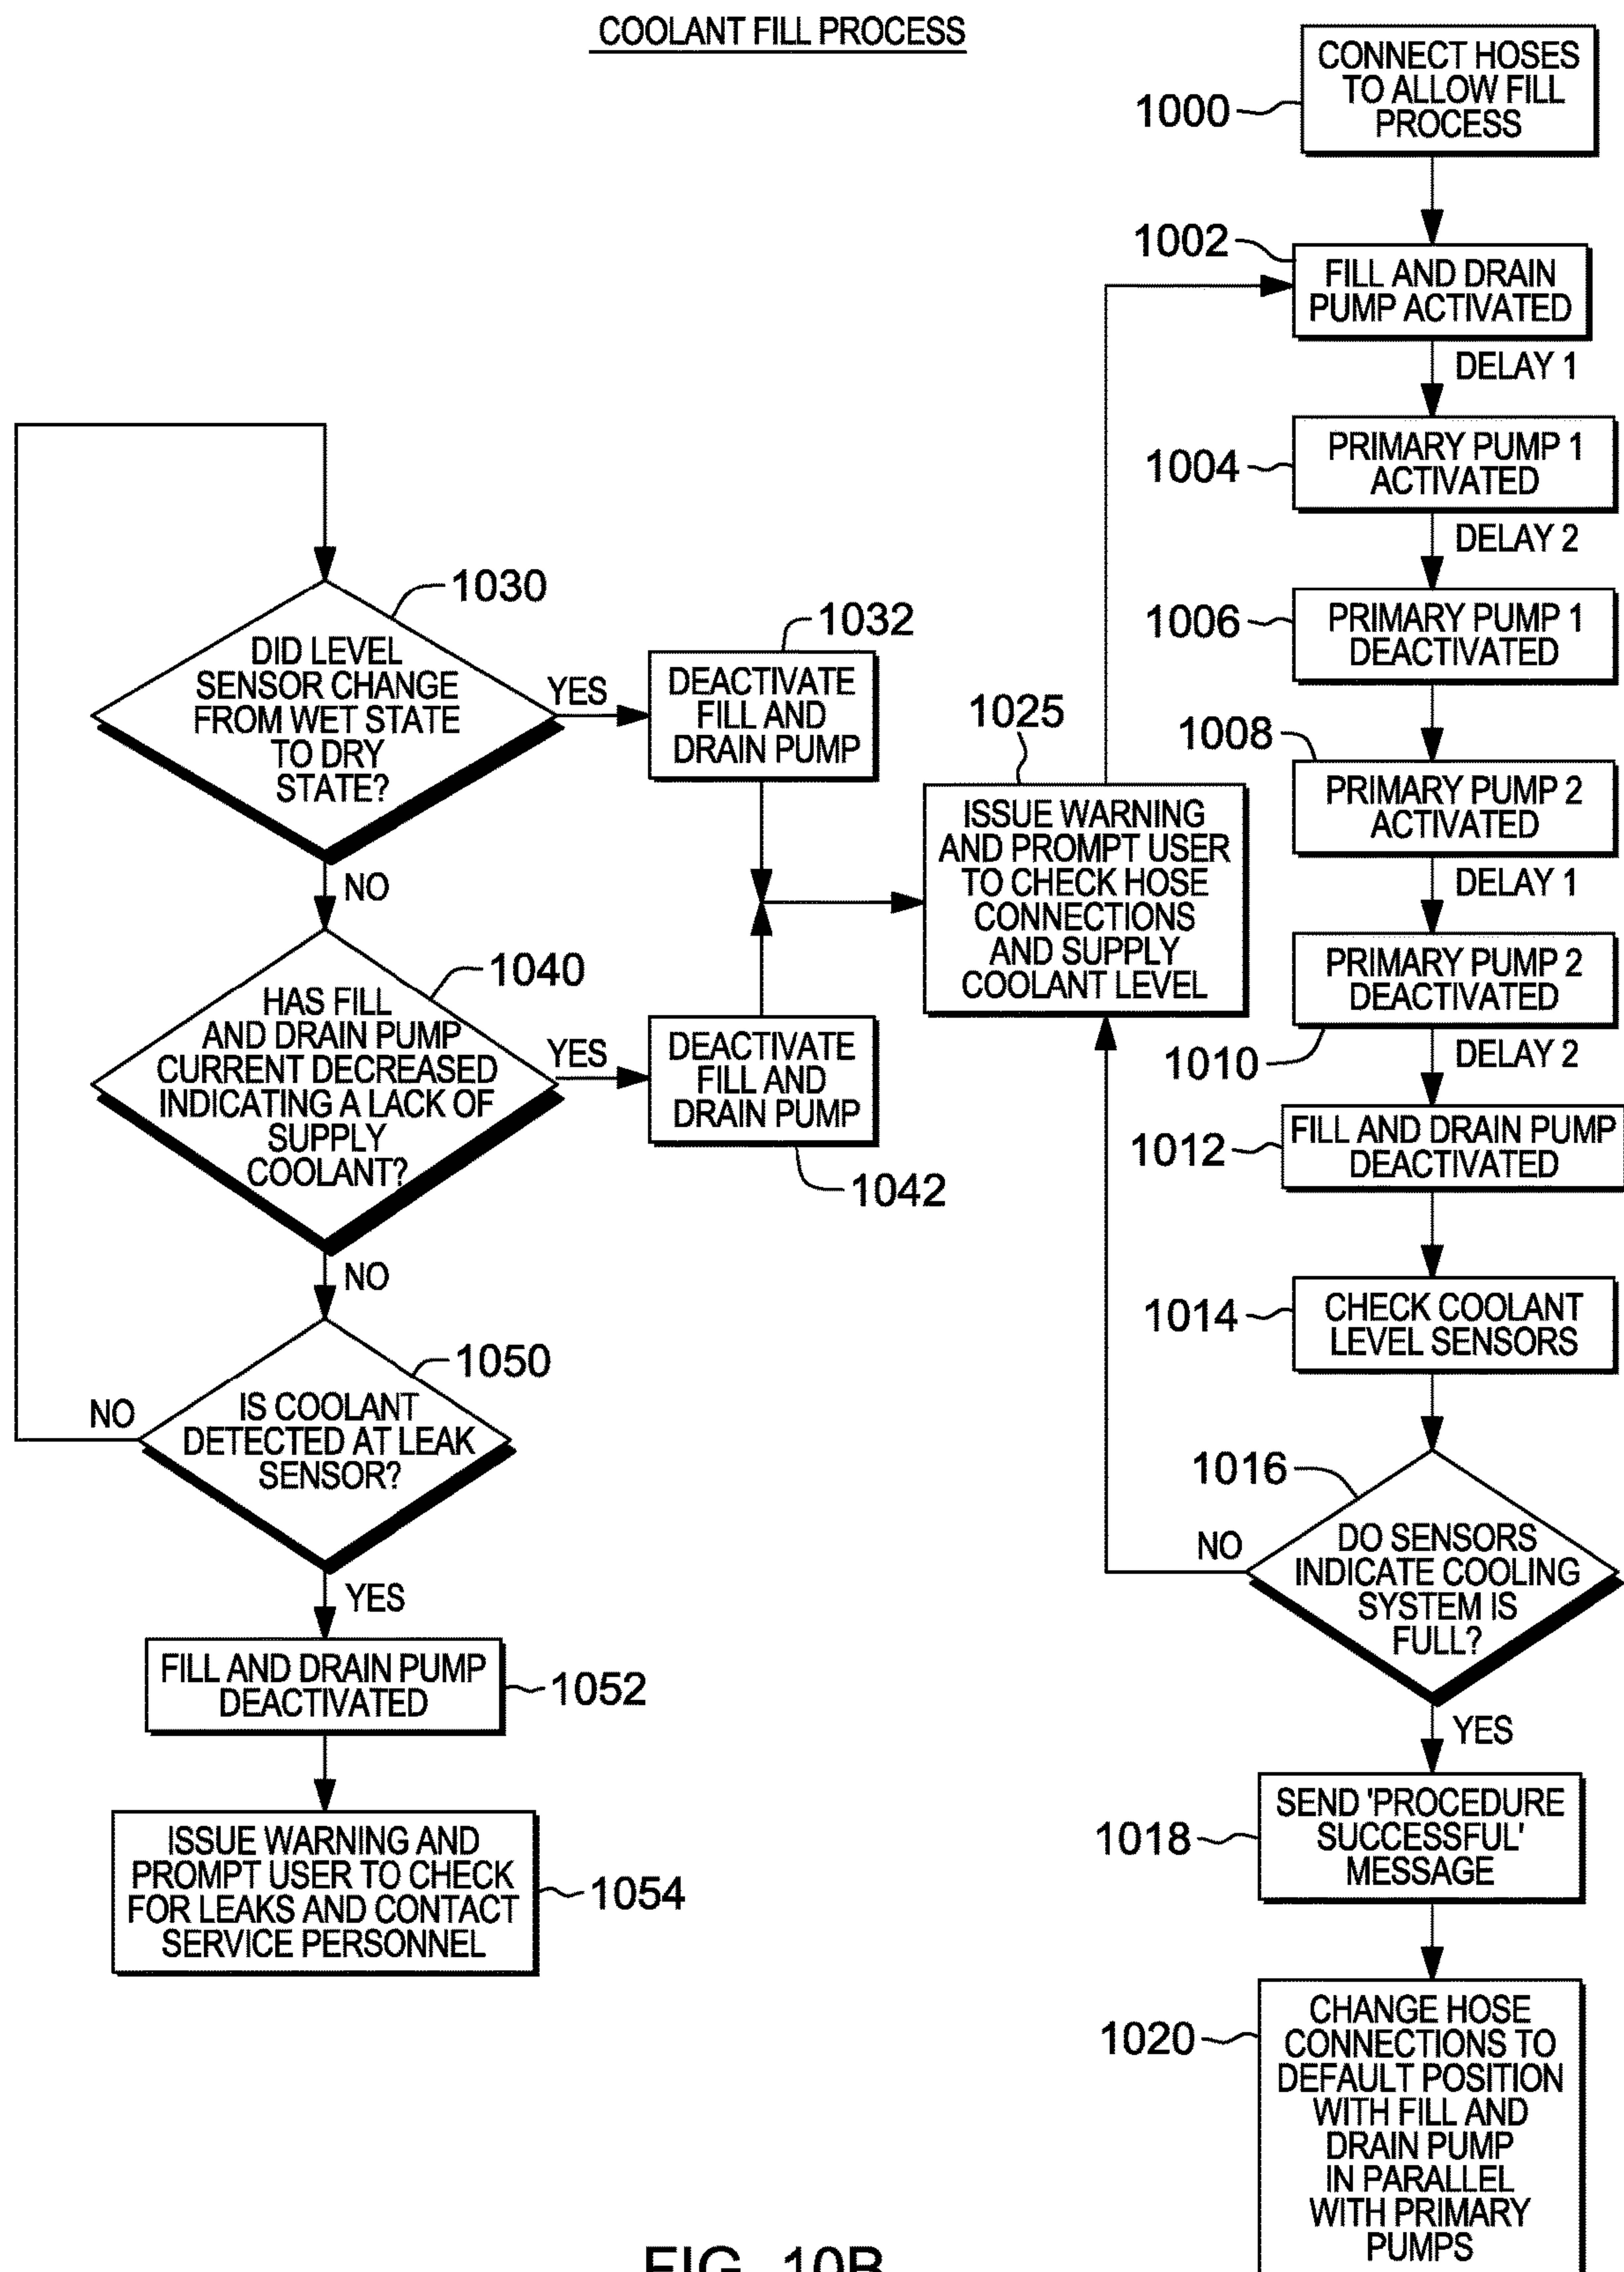 COOLANT FILL PROCESS
CONNECT HOSES
TO ALLOW FILL
PROCESS
1000
1002
FILL AND DRAIN
PUMP ACTIVATED
DELAY 1
1004
PRIMARY PUMP 1
ACTIVATED
DELAY 2
1006
PRIMARY PUMP 1
DEACTIVATED
1008
PRIMARY PUMP 2
ACTIVATED
DELAY 1
PRIMARY PUMP 2
DEACTIVATED
1010
DELAY 2
1012
FILL AND DRAIN PUMP
DEACTIVATED
1014
CHECK COOLANT
LEVEL SENSORS
1016
DO SENSORS
INDICATE COOLING
SYSTEM IS
FULL?
NO
YES
1018
SEND 'PROCEDURE
SUCCESSFUL'
MESSAGE
1020
CHANGE HOSE
CONNECTIONS TO
DEFAULT POSITION
WITH FILL AND
DRAIN PUMP
IN PARALLEL
WITH PRIMARY
PUMPS
1025
ISSUE WARNING
AND PROMPT USER
TO CHECK HOSE
CONNECTIONS
AND SUPPLY
COOLANT LEVEL
1030
DID LEVEL
SENSOR CHANGE
FROM WET STATE
TO DRY
STATE?
YES
1032
DEACTIVATE
FILL AND
DRAIN PUMP
NO
1040
HAS FILL
AND DRAIN PUMP
CURRENT DECREASED
INDICATING A LACK OF
SUPPLY
COOLANT?
YES
DEACTIVATE
FILL AND
DRAIN PUMP
1042
NO
1050
IS COOLANT
DETECTED AT LEAK
SENSOR?
NO
YES
FILL AND DRAIN PUMP
DEACTIVATED
1052
ISSUE WARNING AND
PROMPT USER TO CHECK
FOR LEAKS AND CONTACT
SERVICE PERSONNEL
1054
FIG. 10B